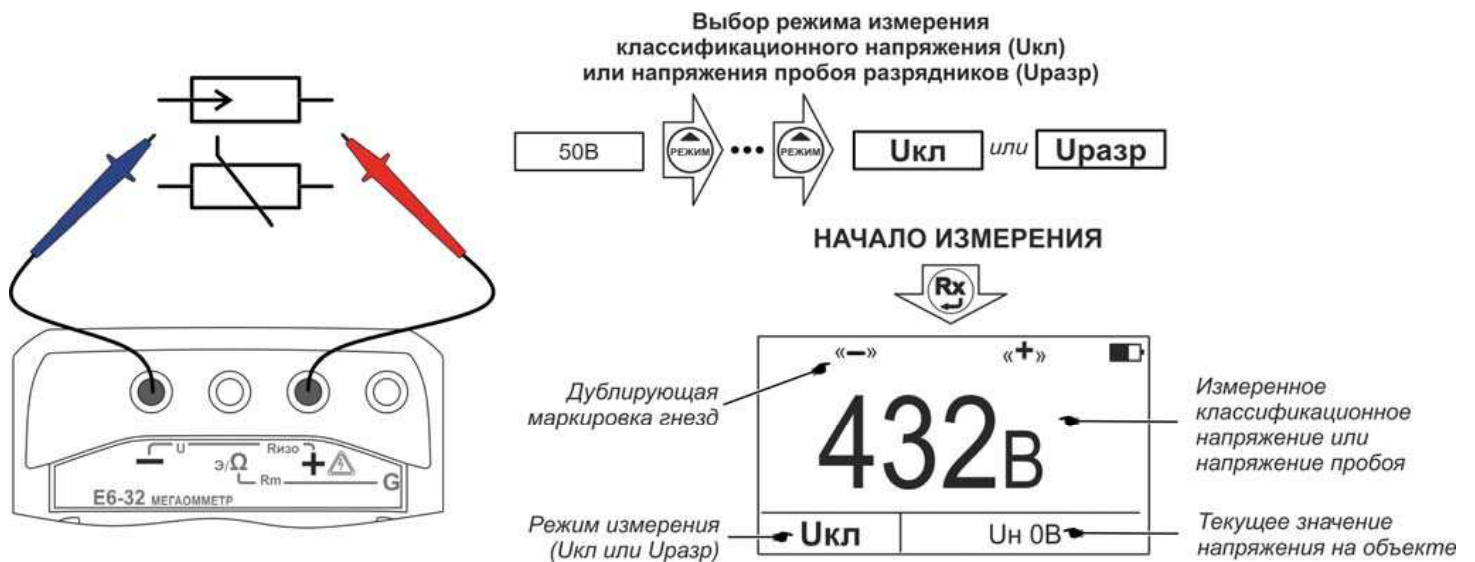 Выбор режима измерения
классификационного напряжения (Uкл)
или напряжения пробоя разрядников (Uразр)
50В
РЕЖИМ
•••
РЕЖИМ
Uкл
или
Uразр
НАЧАЛО ИЗМЕРЕНИЯ
Rx
«–»
«+»
Дублирующая
маркировка гнезд
432В
Измеренное
классификационное
напряжение или
напряжение пробоя
Режим измерения
(Uкл или Uразр)
Uкл
Uн 0В
Текущее значение
напряжения на объекте
– U Rизо +
Э/Ω Rm G
Е6-32 МЕГАОММЕТР